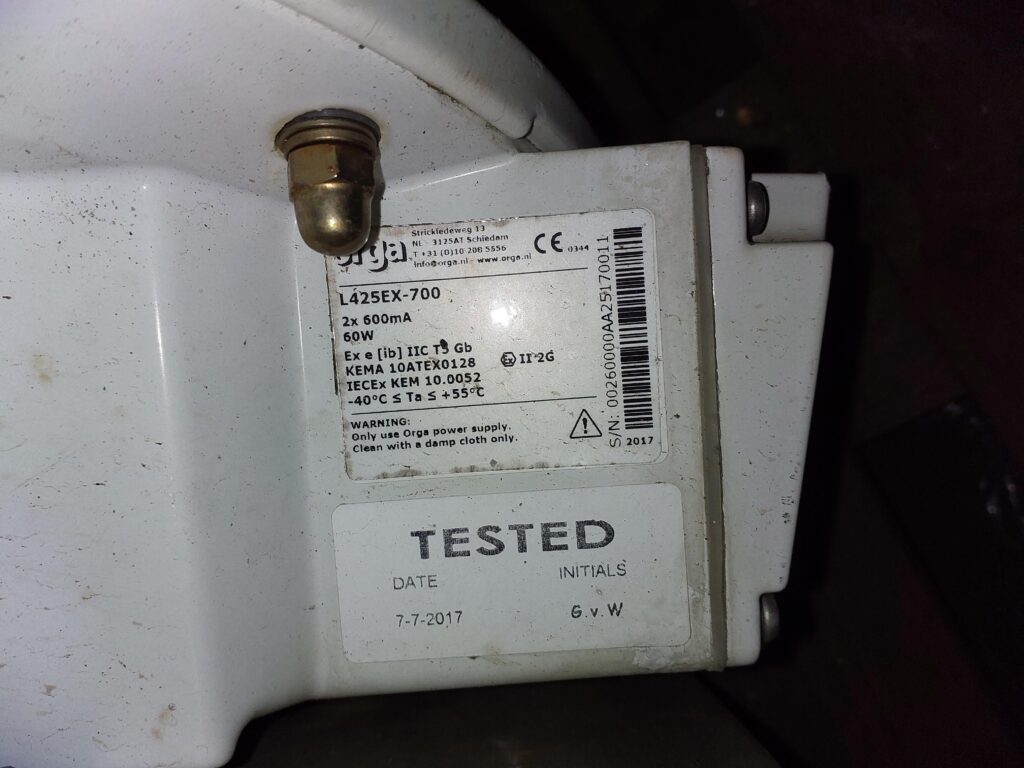 orga
Strickledeweg 13
NL - 3125AT Schiedam
T +31 (0)10 208 5556
info@orga.nl - www.orga.nl
CE 0344
L425EX-700
2x 600mA
60W
Ex e [ib] IIC T5 Gb
KEMA 10ATEX0128
Ex II 2G
IECEx KEM 10.0052
-40°C ≤ Ta ≤ +55°C
WARNING:
Only use Orga power supply.
Clean with a damp cloth only.
S/N: 00260000AA25170011
2017
TESTED
DATE INITIALS
7-7-2017 G.v.W